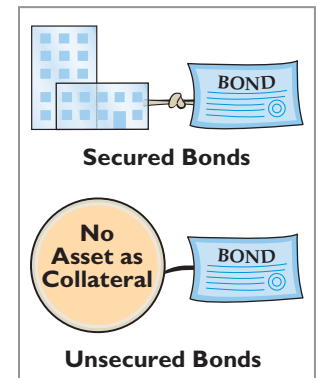 BOND
Secured Bonds
No
Asset as
Collateral
BOND
Unsecured Bonds